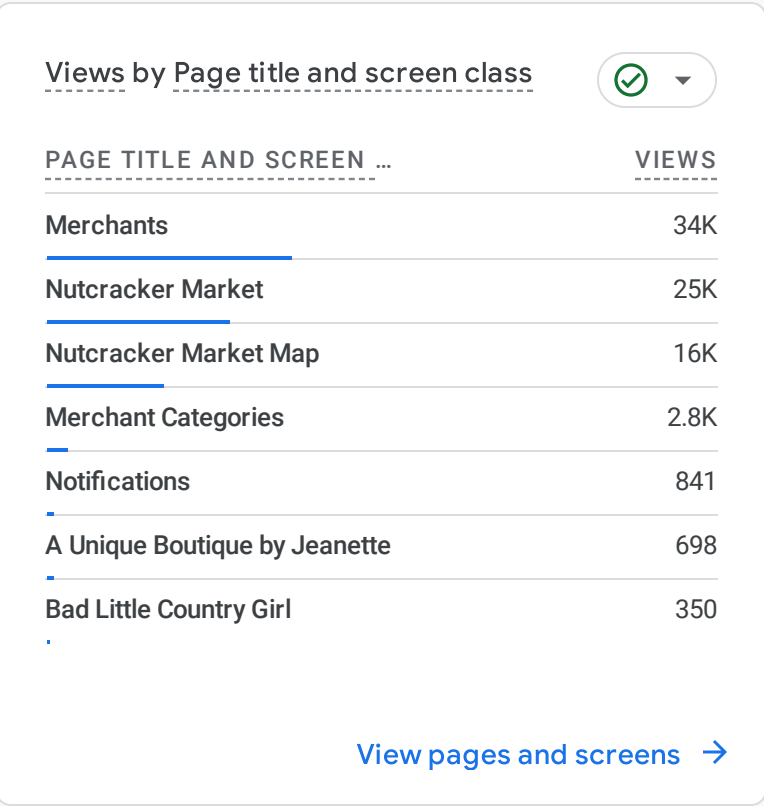 Views by Page title and screen class
PAGE TITLE AND SCREEN … VIEWS
Merchants 34K
Nutcracker Market 25K
Nutcracker Market Map 16K
Merchant Categories 2.8K
Notifications 841
A Unique Boutique by Jeanette 698
Bad Little Country Girl 350
View pages and screens